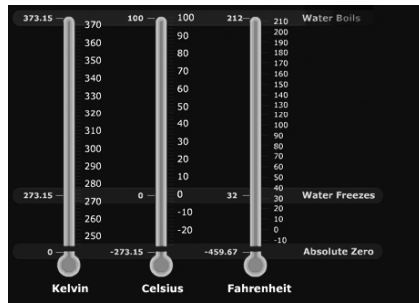 373.15 100 212 Water Boils
370 100 210
360 90 200
350 80 190
340 70 180
330 60 170
320 50 160
310 40 150
300 30 140
290 20 130
280 10 120
270 0 110
260 -10 100
250 -20 90
80
70
60
50
40
30
20
10
0
-10
273.15 0 32 Water Freezes
0 -273.15 -459.67 Absolute Zero
Kelvin Celsius Fahrenheit